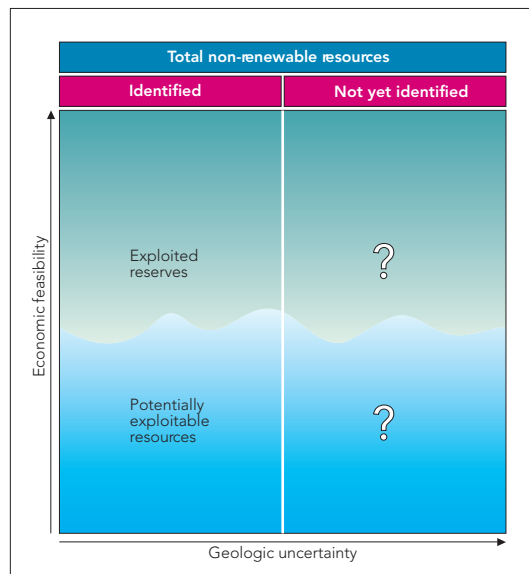 Total non-renewable resources
Identified
Not yet identified
Economic feasibility
Exploited
reserves
?
Potentially
exploitable
resources
?
Geologic uncertainty